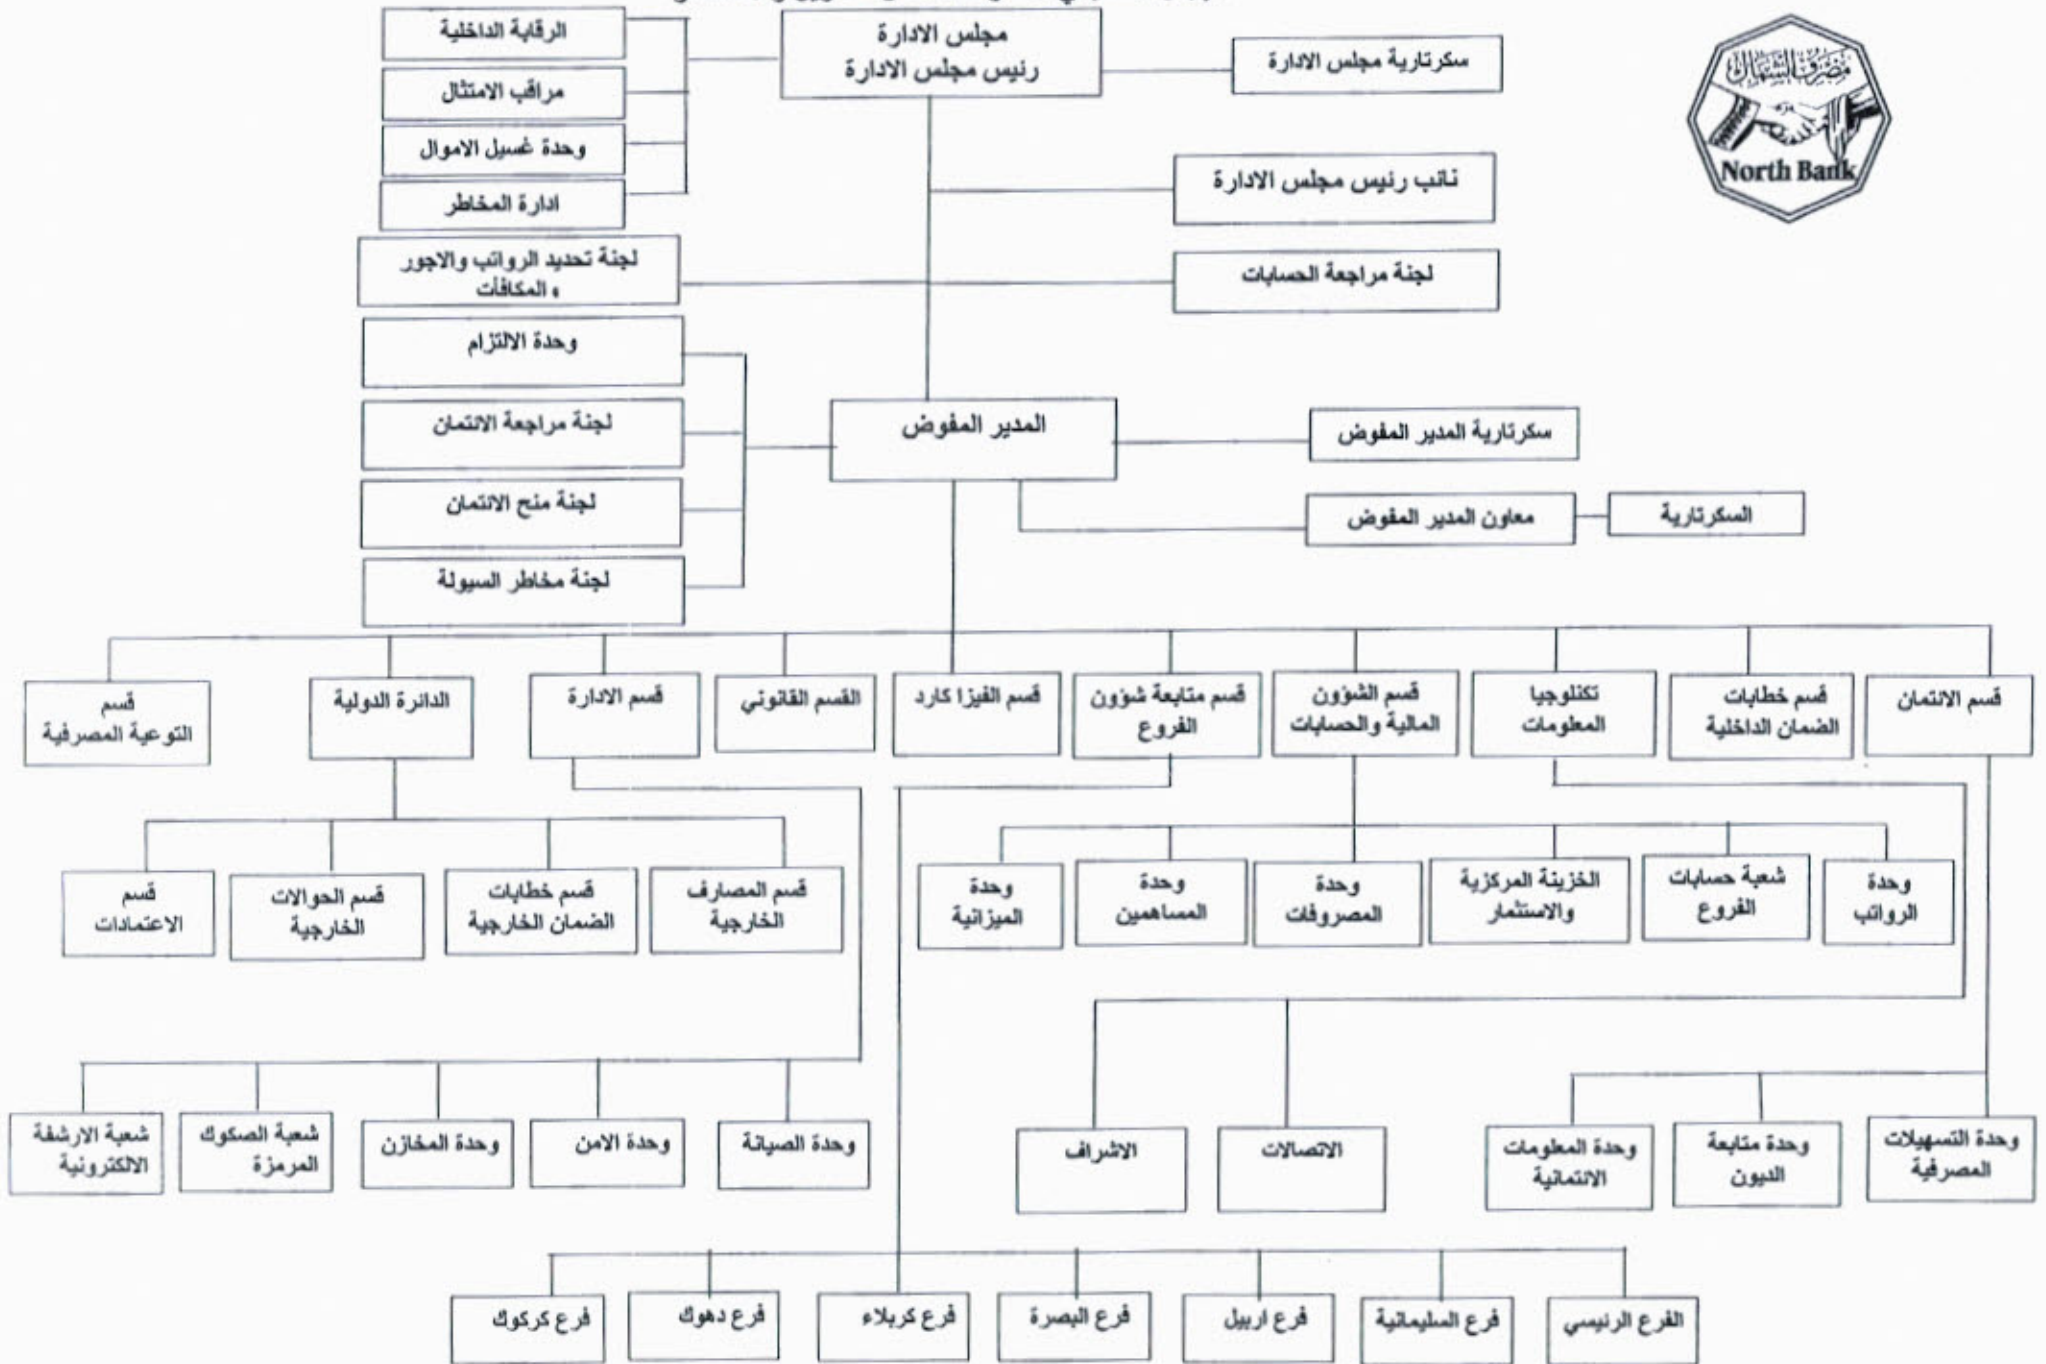 مجلس الادارة
رئيس مجلس الادارة
سكرتارية مجلس الادارة
الرقابة الداخلية
مراقب الامتثال
وحدة غسيل الاموال
ادارة المخاطر
مصرف الشمال
North Bank
نائب رئيس مجلس الادارة
لجنة مراجعة الحسابات
لجنة تحديد الرواتب والاجور
والمكافأت
وحدة الالتزام
لجنة مراجعة الائتمان
لجنة منح الائتمان
لجنة مخاطر السيولة
المدير المفوض
سكرتارية المدير المفوض
معاون المدير المفوض
السكرتارية
قسم الائتمان
قسم خطابات
الضمان الداخلية
تكنلوجيا
المعلومات
قسم الشؤون
المالية والحسابات
قسم متابعة شؤون
الفروع
قسم الفيزا كارد
القسم القانوني
قسم الادارة
الدائرة الدولية
قسم
التوعية المصرفية
وحدة
الرواتب
شعبة حسابات
الفروع
الخزينة المركزية
والاستثمار
وحدة
المصروفات
وحدة
المساهمين
وحدة
الميزانية
قسم المصارف
الخارجية
قسم خطابات
الضمان الخارجية
قسم الحوالات
الخارجية
قسم
الاعتمادات
وحدة التسهيلات
المصرفية
وحدة متابعة
الديون
وحدة المعلومات
الائتمانية
الاتصالات
الاشراف
وحدة الصيانة
وحدة الامن
وحدة المخازن
شعبة الصكوك
المرمزة
شعبة الارشفة
الالكترونية
الفرع الرئيسي
فرع السليمانية
فرع اربيل
فرع البصرة
فرع كربلاء
فرع دهوك
فرع كركوك